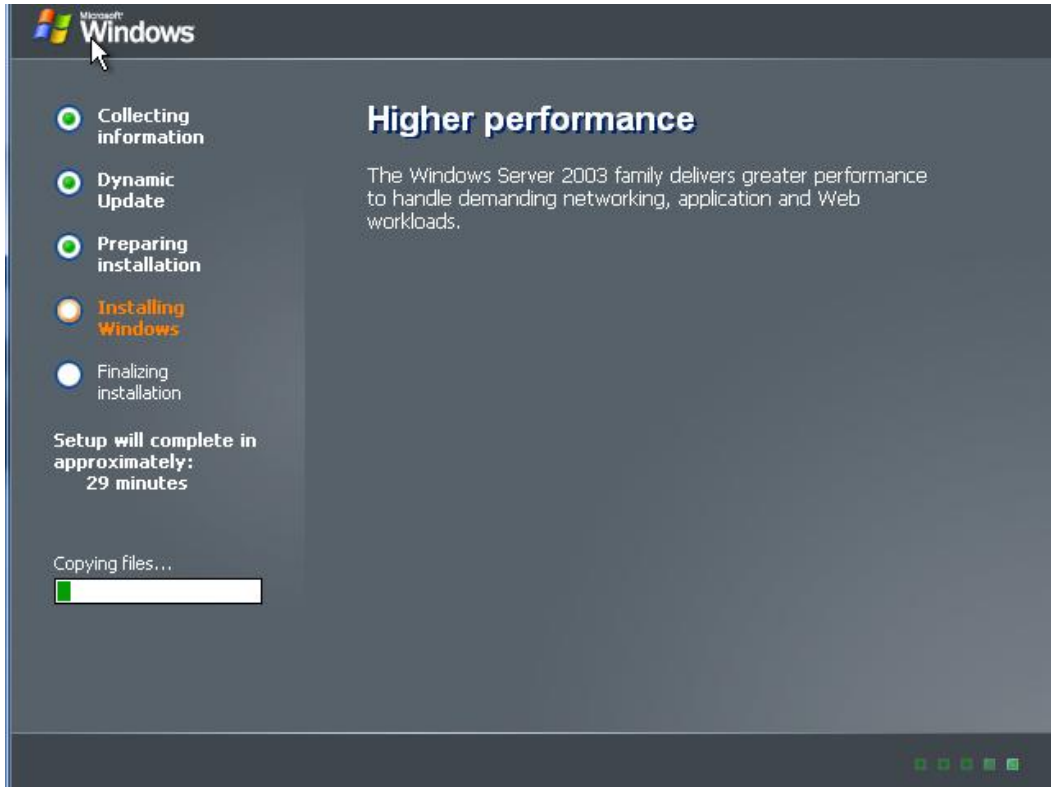 Microsoft
Windows
Collecting
information
Dynamic
Update
Preparing
installation
Installing
Windows
Finalizing
installation
Setup will complete in
approximately:
29 minutes
Copying files...
Higher performance
The Windows Server 2003 family delivers greater performance
to handle demanding networking, application and Web
workloads.